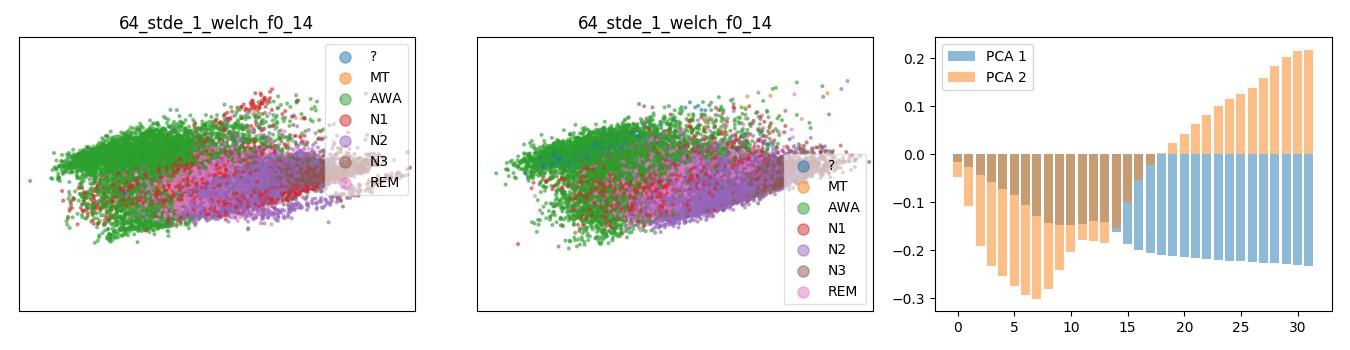 64_stde_1_welch_f0_14
?
MT
AWA
N1
N2
N3
REM
64_stde_1_welch_f0_14
?
MT
AWA
N1
N2
N3
REM
PCA 1
PCA 2
0.2
0.1
0.0
−0.1
−0.2
−0.3
0 5 10 15 20 25 30